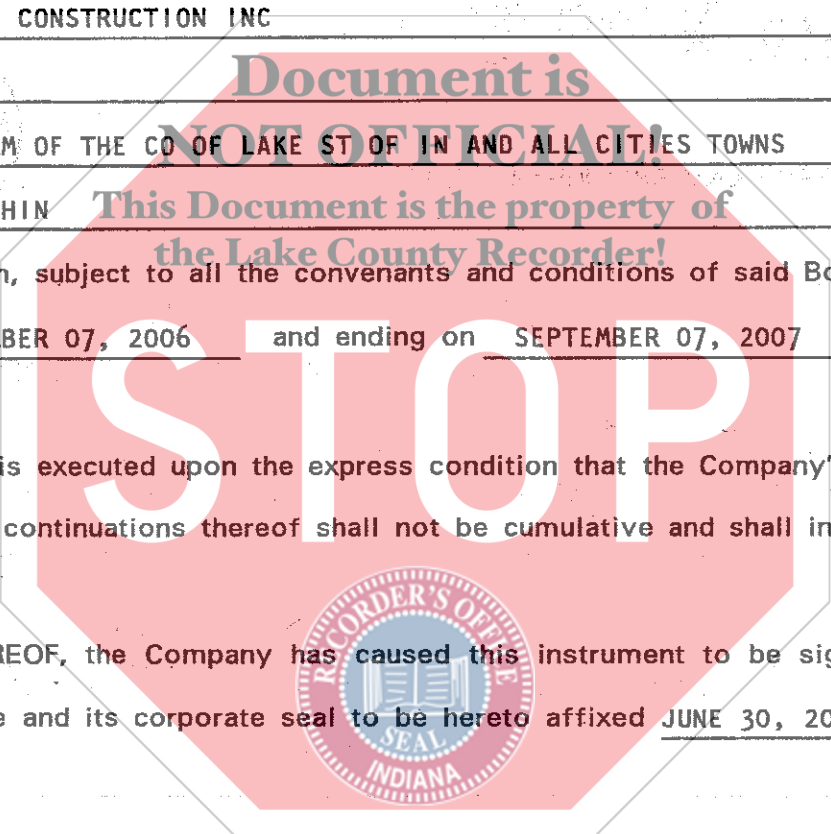 CONSTRUCTION INC
Document is
M OF THE CO OF LAKE ST OF IN AND ALL CITIES TOWNS
NOT OFFICIAL!
HIN
This Document is the property of
the Lake County Recorder!
, subject to all the convenants and conditions of said Bo
BER 07, 2006 and ending on SEPTEMBER 07, 2007
STOP
is executed upon the express condition that the Company'
continuations thereof shall not be cumulative and shall in
RECORDER'S OFFICE
REOF, the Company has caused this instrument to be sig
e and its corporate seal to be hereto affixed JUNE 30, 20
SEAL
INDIANA